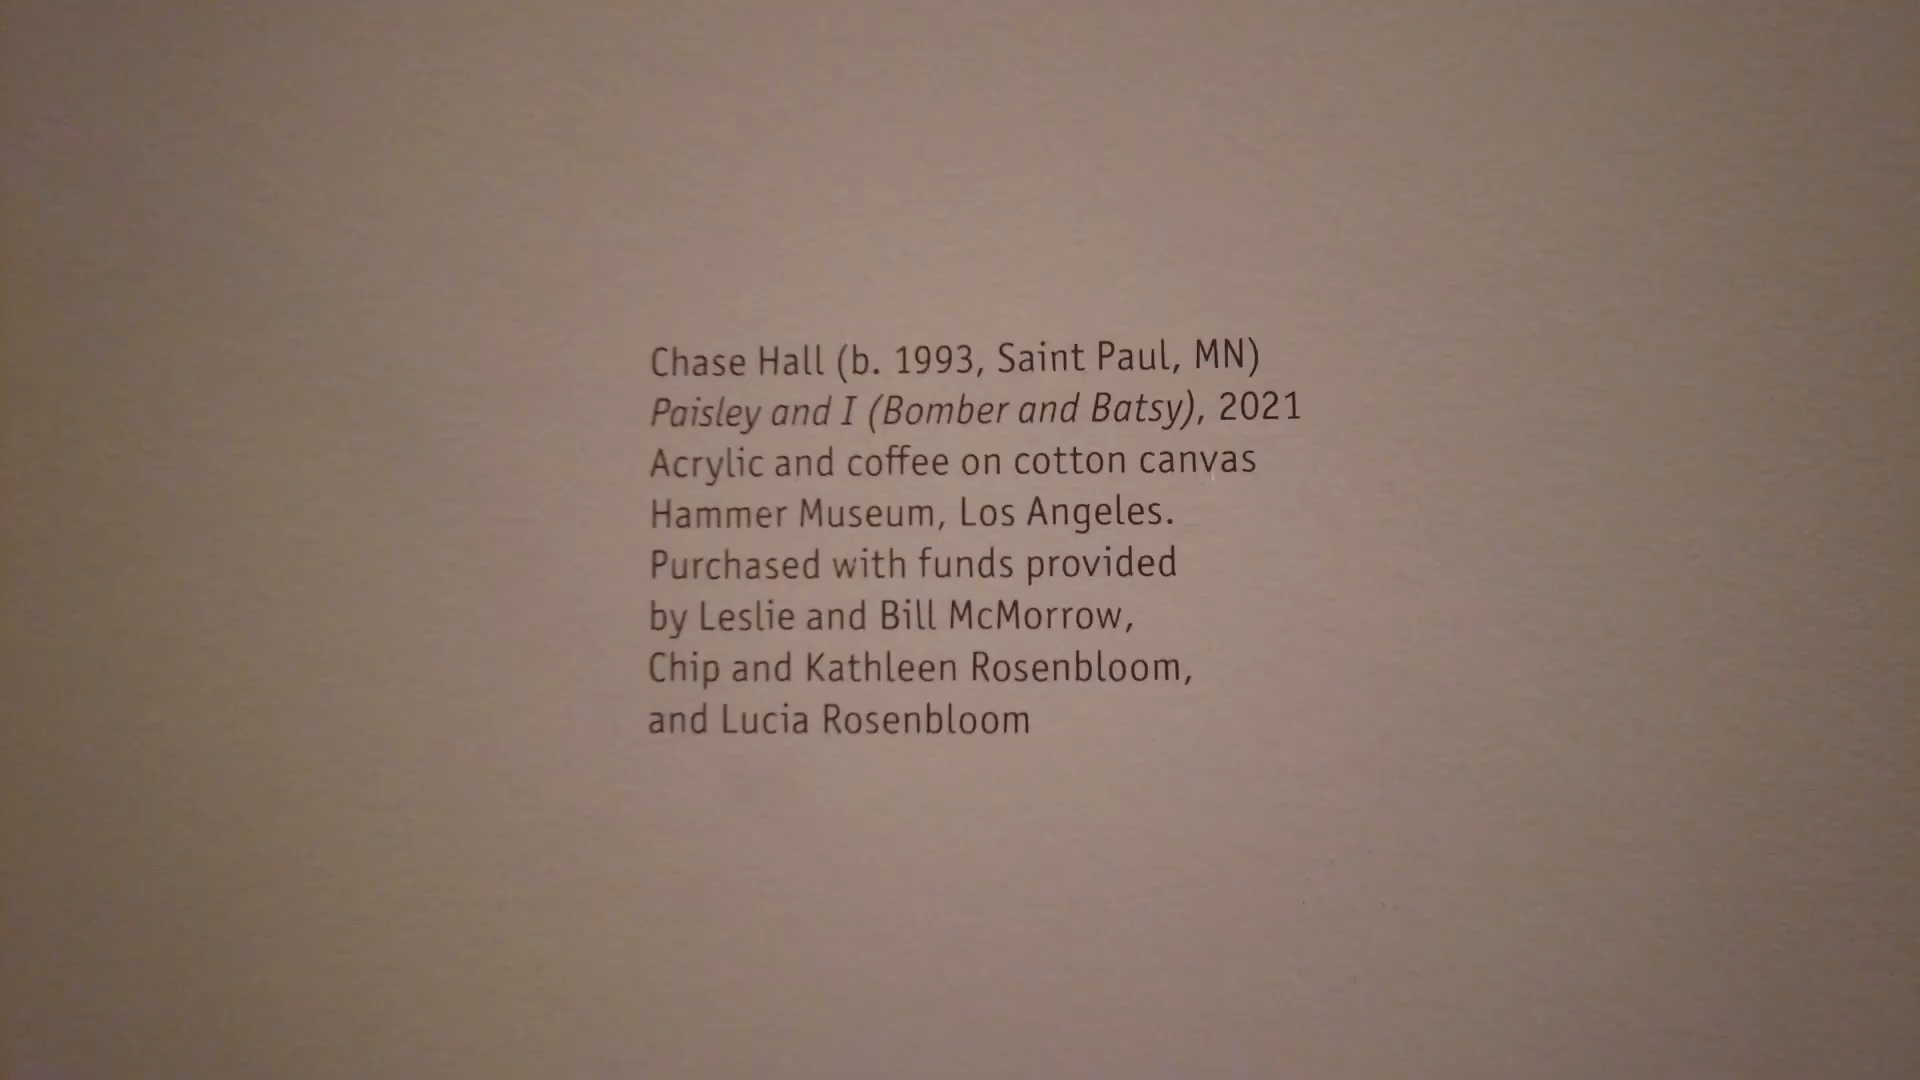 Chase Hall (b. 1993, Saint Paul, MN)
Paisley and I (Bomber and Batsy), 2021
Acrylic and coffee on cotton canvas
Hammer Museum, Los Angeles.
Purchased with funds provided
by Leslie and Bill McMorrow,
Chip and Kathleen Rosenbloom,
and Lucia Rosenbloom